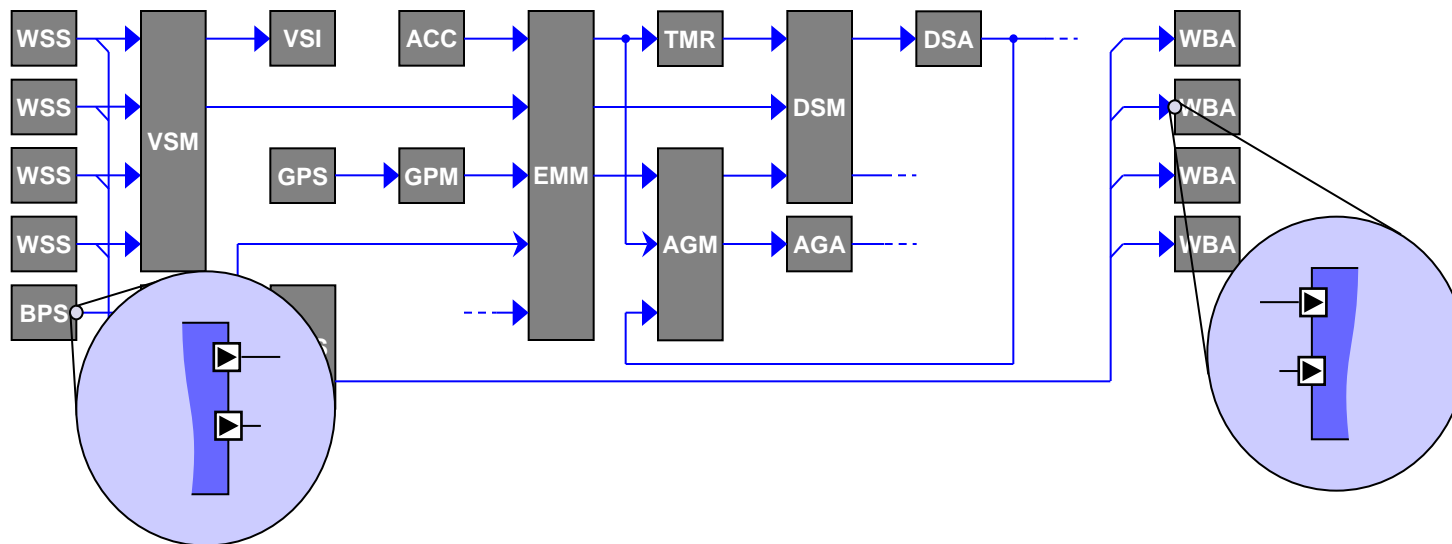 WSS VSI ACC TMR DSA WBA
WSS DSM WBA
VSM
WSS GPS GPM EMM WBA
WSS AGM AGA WBA
BPS